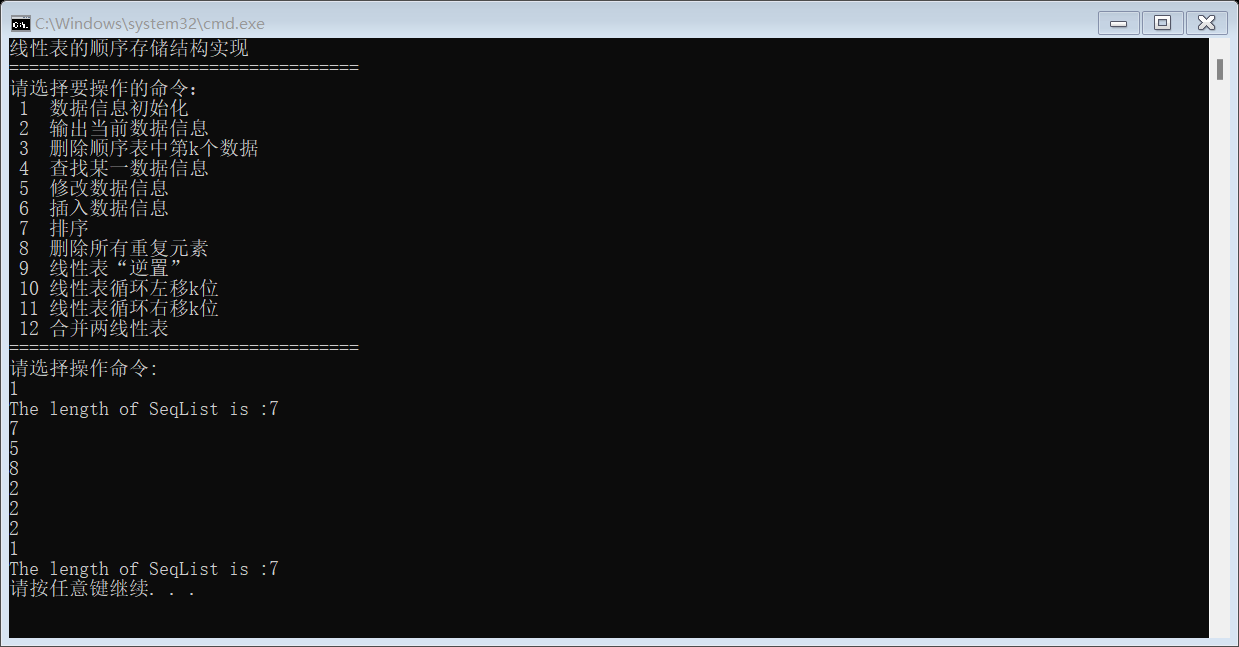 C:\Windows\system32\cmd.exe
线性表的顺序存储结构实现
===================================
请选择要操作的命令：
1  数据信息初始化
2  输出当前数据信息
3  删除顺序表中第k个数据
4  查找某一数据信息
5  修改数据信息
6  插入数据信息
7  排序
8  删除所有重复元素
9  线性表“逆置”
10 线性表循环左移k位
11 线性表循环右移k位
12 合并两线性表
===================================
请选择操作命令:
1
The length of SeqList is :7
7
5
8
2
2
2
1
The length of SeqList is :7
请按任意键继续. . .